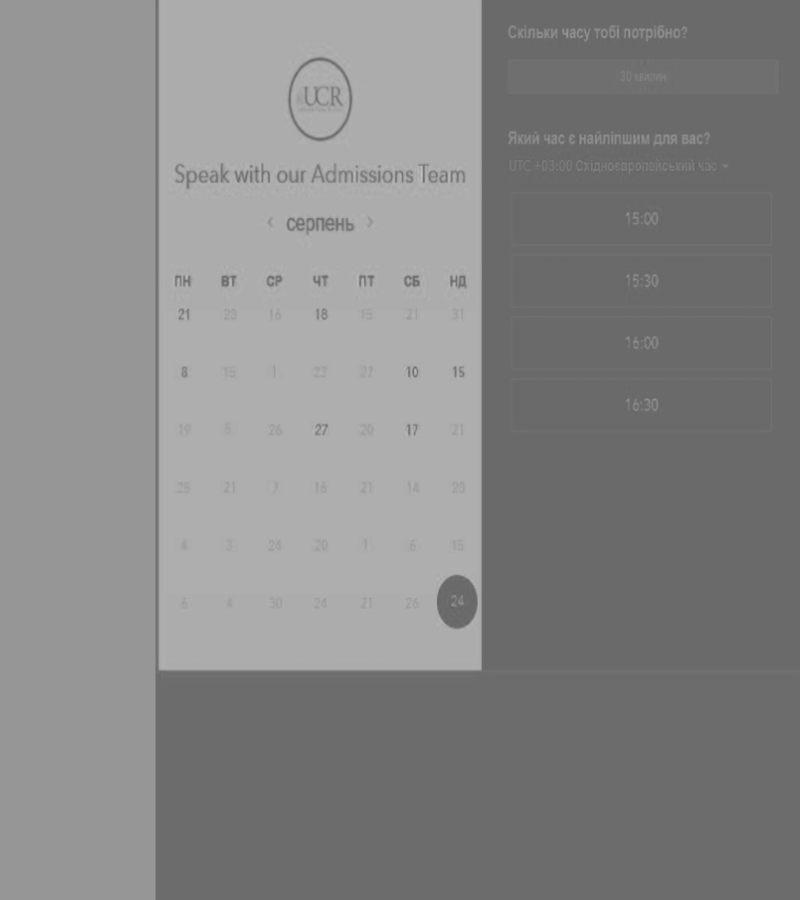 UCR
Speak with our Admissions Team
‹ серпень ›
ПН ВТ СР ЧТ ПТ СБ НД
21 28 16 18 15 21 31
8 15 1 22 27 10 15
19 8 26 27 20 17 21
25 21 7 16 21 14 28
4 3 24 20 1 6 15
6 4 30 24 21 26 24
Скільки часу тобі потрібно?
30 хвилин
Який час є найліпшим для вас?
UTC +03:00 Східноєвропейський час
15:00
15:30
16:00
16:30